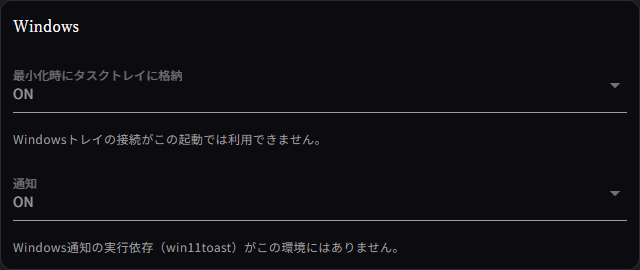 Windows
最小化時にタスクトレイに格納
ON
Windowsトレイの接続がこの起動では利用できません。
通知
ON
Windows通知の実行依存（win11toast）がこの環境にはありません。